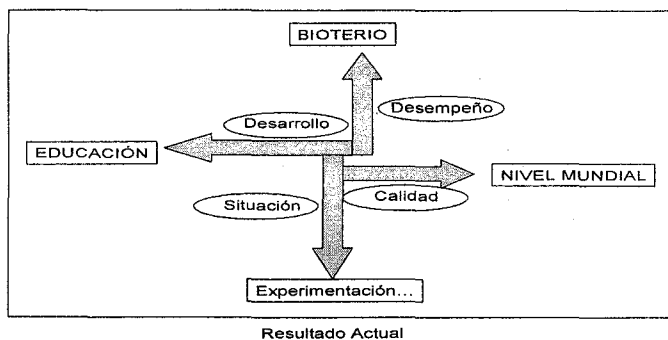 BIOTERIO
Desempeño
Desarrollo
EDUCACIÓN
NIVEL MUNDIAL
Situación
Calidad
Experimentación...
Resultado Actual